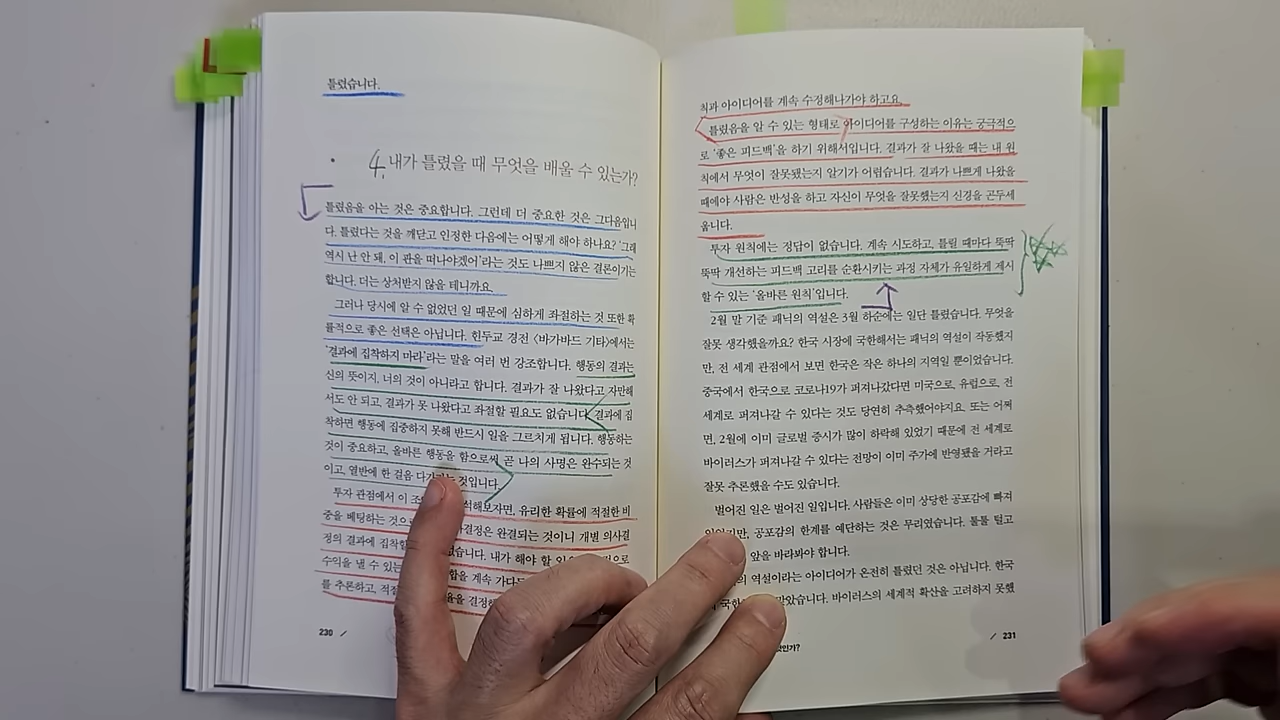 틀렸습니다.
4. 내가 틀렸을 때 무엇을 배울 수 있는가?
틀렸음을 아는 것은 중요합니다. 그런데 더 중요한 것은 그다음입니
다. 틀렸다는 것을 깨닫고 인정한 다음에는 어떻게 해야 하나요? '그래
역시 난 안 돼, 이 판을 떠나야겠어'라는 것도 나쁘지 않은 결론이기는
합니다. 더는 상처받지 않을 테니까요.
그러나 당시에 알 수 없었던 일 때문에 심하게 좌절하는 것 또한 확
률적으로 좋은 선택은 아닙니다. 힌두교 경전 <바가바드 기타>에서는
'결과에 집착하지 마라'라는 말을 여러 번 강조합니다. 행동의 결과는
신의 뜻이지, 너의 것이 아니라고 합니다. 결과가 잘 나왔다고 자만해
서도 안 되고, 결과가 못 나왔다고 좌절할 필요도 없습니다. 결과에 집
착하면 행동에 집중하지 못해 반드시 일을 그르치게 됩니다. 행동하는
것이 중요하고, 올바른 행동을 함으로써 곧 나의 사명은 완수되는 것
이고, 열반에 한 걸음 것입니다.
투자 관점에서 이 유리한 확률에 적절한 비
중을 베팅하는 완결되는 것이니 개별 의사결
정의 결과에 내가 해야 할
수익을 낼 수 있는 계속
를 추론하고,
칙과 아이디어를 계속 수정해나가야 하고요.
틀렸음을 알 수 있는 형태로 아이디어를 구성하는 이유는 궁극적으
로 '좋은 피드백'을 하기 위해서입니다. 결과가 잘 나왔을 때는 내 원
칙에서 무엇이 잘못됐는지 알기가 어렵습니다. 결과가 나쁘게 나왔을
때에야 사람은 반성을 하고 자신이 무엇을 잘못했는지 신경을 곤두세
웁니다.
투자 원칙에는 정답이 없습니다. 계속 시도하고, 틀릴 때마다 뚝딱
뚝딱 개선하는 피드백 고리를 순환시키는 과정 자체가 유일하게 제시
할 수 있는 '올바른 원칙'입니다.
2월 말 기준 패닉의 역설은 3월 하순에는 일단 틀렸습니다. 무엇을
잘못 생각했을까요? 한국 시장에 국한해서는 패닉의 역설이 작동했지
만, 전 세계 관점에서 보면 한국은 작은 하나의 지역일 뿐이었습니다.
중국에서 한국으로 코로나19가 퍼져나갔다면 미국으로, 유럽으로, 전
세계로 퍼져나갈 수 있다는 것도 당연히 추측했어야지요. 또는 어쩌
면, 2월에 이미 글로벌 증시가 많이 하락해 있었기 때문에 전 세계로
바이러스가 퍼져나갈 수 있다는 전망이 이미 주가에 반영됐을 거라고
잘못 추론했을 수도 있습니다.
벌어진 일은 벌어진 일입니다. 사람들은 이미 상당한 공포감에 빠져
공포감의 한계를 예단하는 것은 무리였습니다. 툴툴 털고
앞을 바라봐야 합니다.
역설이라는 아이디어가 온전히 틀렸던 것은 아닙니다. 한국
맞았습니다. 바이러스의 세계적 확산을 고려하지 못했
230 /
/ 231